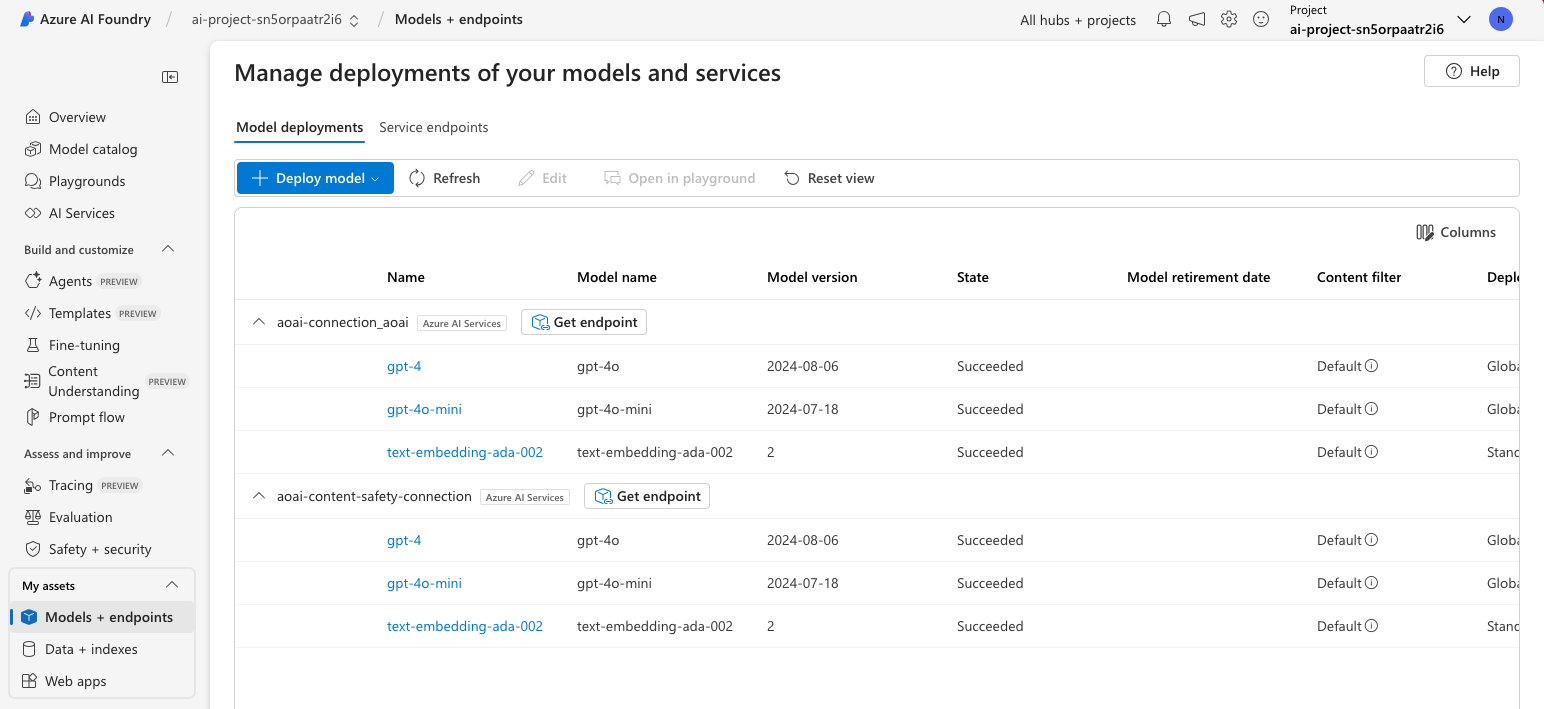 Azure AI Foundry / ai-project-sn5orpaatr2i6 / Models + endpoints
All hubs + projects
Project
ai-project-sn5orpaatr2i6
N
Overview
Model catalog
Playgrounds
AI Services
Build and customize
Agents PREVIEW
Templates PREVIEW
Fine-tuning
Content
Understanding PREVIEW
Prompt flow
Assess and improve
Tracing PREVIEW
Evaluation
Safety + security
My assets
Models + endpoints
Data + indexes
Web apps
Manage deployments of your models and services
Help
Model deployments Service endpoints
Deploy model Refresh Edit Open in playground Reset view
Columns
Name Model name Model version State Model retirement date Content filter Deplo
aoai-connection_aoai Azure AI Services Get endpoint
gpt-4 gpt-4o 2024-08-06 Succeeded Default Globa
gpt-4o-mini gpt-4o-mini 2024-07-18 Succeeded Default Globa
text-embedding-ada-002 text-embedding-ada-002 2 Succeeded Default Stand
aoai-content-safety-connection Azure AI Services Get endpoint
gpt-4 gpt-4o 2024-08-06 Succeeded Default Globa
gpt-4o-mini gpt-4o-mini 2024-07-18 Succeeded Default Globa
text-embedding-ada-002 text-embedding-ada-002 2 Succeeded Default Stand